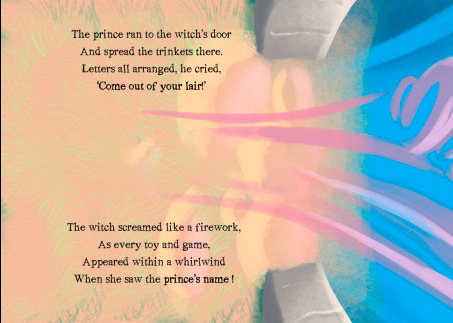 The prince ran to the witch's door
And spread the trinkets there.
Letters all arranged, he cried,
'Come out of your lair!'
The witch screamed like a firework,
As every toy and game,
Appeared within a whirlwind
When she saw the prince's name !